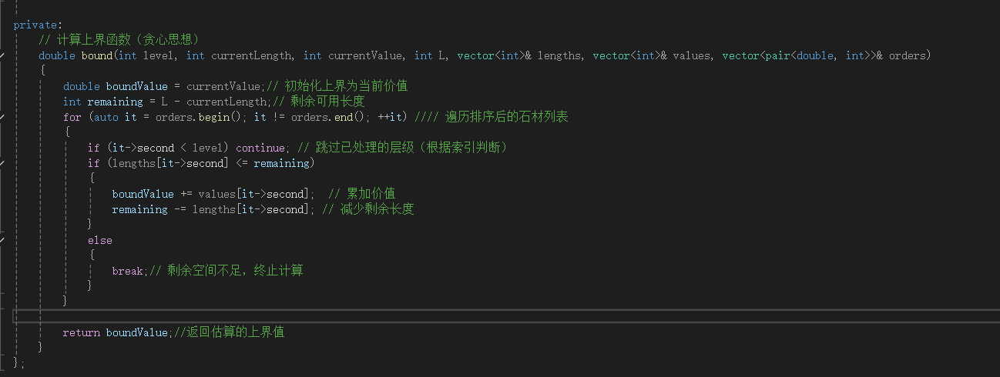 private:
// 计算上界函数（贪心思想）
double bound(int level, int currentLength, int currentValue, int L, vector<int>& lengths, vector<int>& values, vector<pair<double, int>>& orders)
{
double boundValue = currentValue;// 初始化上界为当前价值
int remaining = L - currentLength;// 剩余可用长度
for (auto it = orders.begin(); it != orders.end(); ++it) //// 遍历排序后的石材列表
{
if (it->second < level) continue; // 跳过已处理的层级（根据索引判断）
if (lengths[it->second] <= remaining)
{
boundValue += values[it->second];  // 累加价值
remaining -= lengths[it->second]; // 减少剩余长度
}
else
{
break;// 剩余空间不足，终止计算
}
}
return boundValue;//返回估算的上界值
}
};